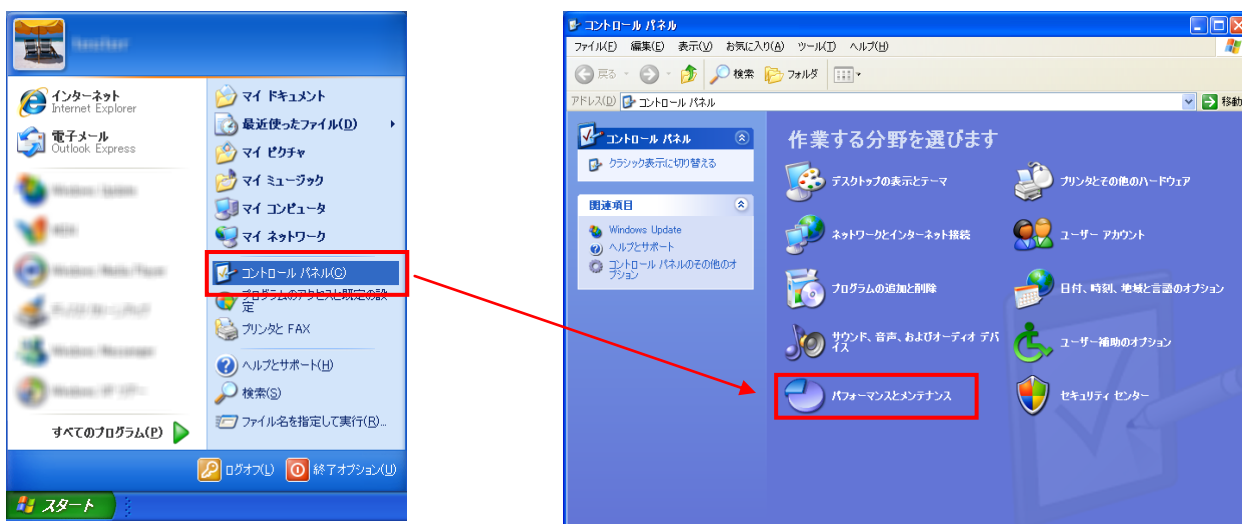 インターネット
Internet Explorer
電子メール
Outlook Express
すべてのプログラム(P)
マイ ドキュメント
最近使ったファイル(D)
マイ ピクチャ
マイ ミュージック
マイ コンピュータ
マイ ネットワーク
コントロール パネル(C)
プログラムのアクセスと既定の設
定
プリンタと FAX
ヘルプとサポート(H)
検索(S)
ファイル名を指定して実行(R)...
ログオフ(L)
終了オプション(U)
スタート
コントロール パネル
ファイル(F) 編集(E) 表示(V) お気に入り(A) ツール(T) ヘルプ(H)
戻る 検索 フォルダ
アドレス(D) コントロール パネル 移動
コントロール パネル
クラシック表示に切り替える
関連項目
Windows Update
ヘルプとサポート
コントロール パネルのその他のオ
プション
作業する分野を選びます
デスクトップの表示とテーマ
プリンタとその他のハードウェア
ネットワークとインターネット接続
ユーザー アカウント
プログラムの追加と削除
日付、時刻、地域と言語のオプション
サウンド、音声、およびオーディオ デバ
イス
ユーザー補助のオプション
パフォーマンスとメンテナンス
セキュリティ センター